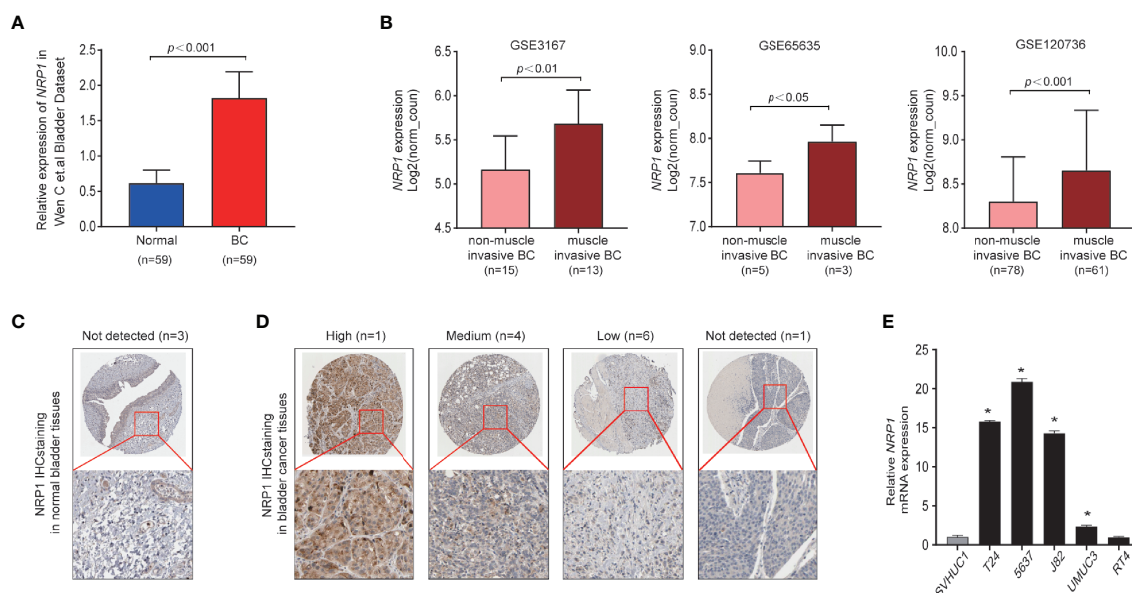 A
Relative expression of NRP1 in
Wen C et.al Bladder Dataset
2.5
2.0
1.5
1.0
0.5
0.0
p<0.001
Normal
BC
(n=59)
(n=59)
B
GSE3167
NRP1 expression
Log2(norm_coun)
6.5
6.0
5.5
5.0
4.5
p<0.01
non-muscle
invasive BC
(n=15)
muscle
invasive BC
(n=13)
GSE65635
NRP1 expression
Log2(norm_coun)
9.0
8.5
8.0
7.5
7.0
p<0.05
non-muscle
invasive BC
(n=5)
muscle
invasive BC
(n=3)
GSE120736
NRP1 expression
Log2(norm_coun)
10.0
9.5
9.0
8.5
8.0
p<0.001
non-muscle
invasive BC
(n=78)
muscle
invasive BC
(n=61)
C
NRP1 IHCstaining
in normal bladder tissues
Not detected (n=3)
D
NRP1 IHCstaining
in bladder cancer tissues
High (n=1)
Medium (n=4)
Low (n=6)
Not detected (n=1)
E
Relative NRP1
mRNA expression
25
20
15
10
5
0
*
*
*
*
SVHUC1
T24
5637
J82
UMUC3
RT4